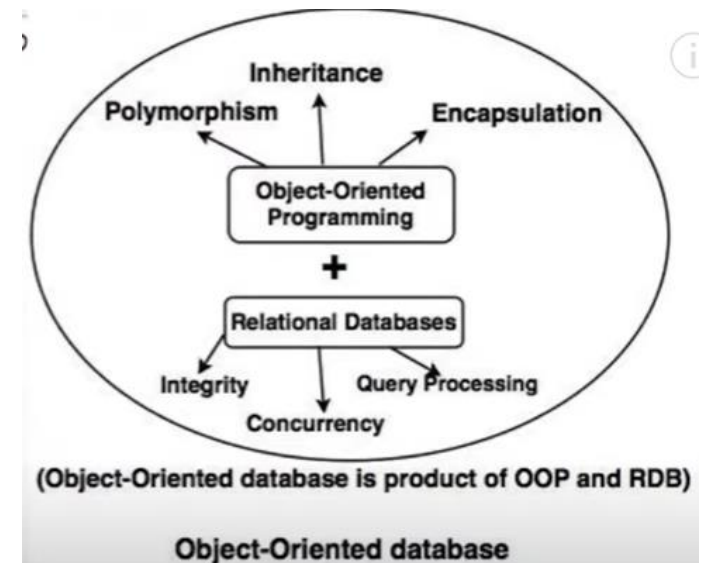 Inheritance
Polymorphism
Encapsulation
Object-Oriented
Programming
+
Relational Databases
Integrity
Query Processing
Concurrency
(Object-Oriented database is product of OOP and RDB)
Object-Oriented database